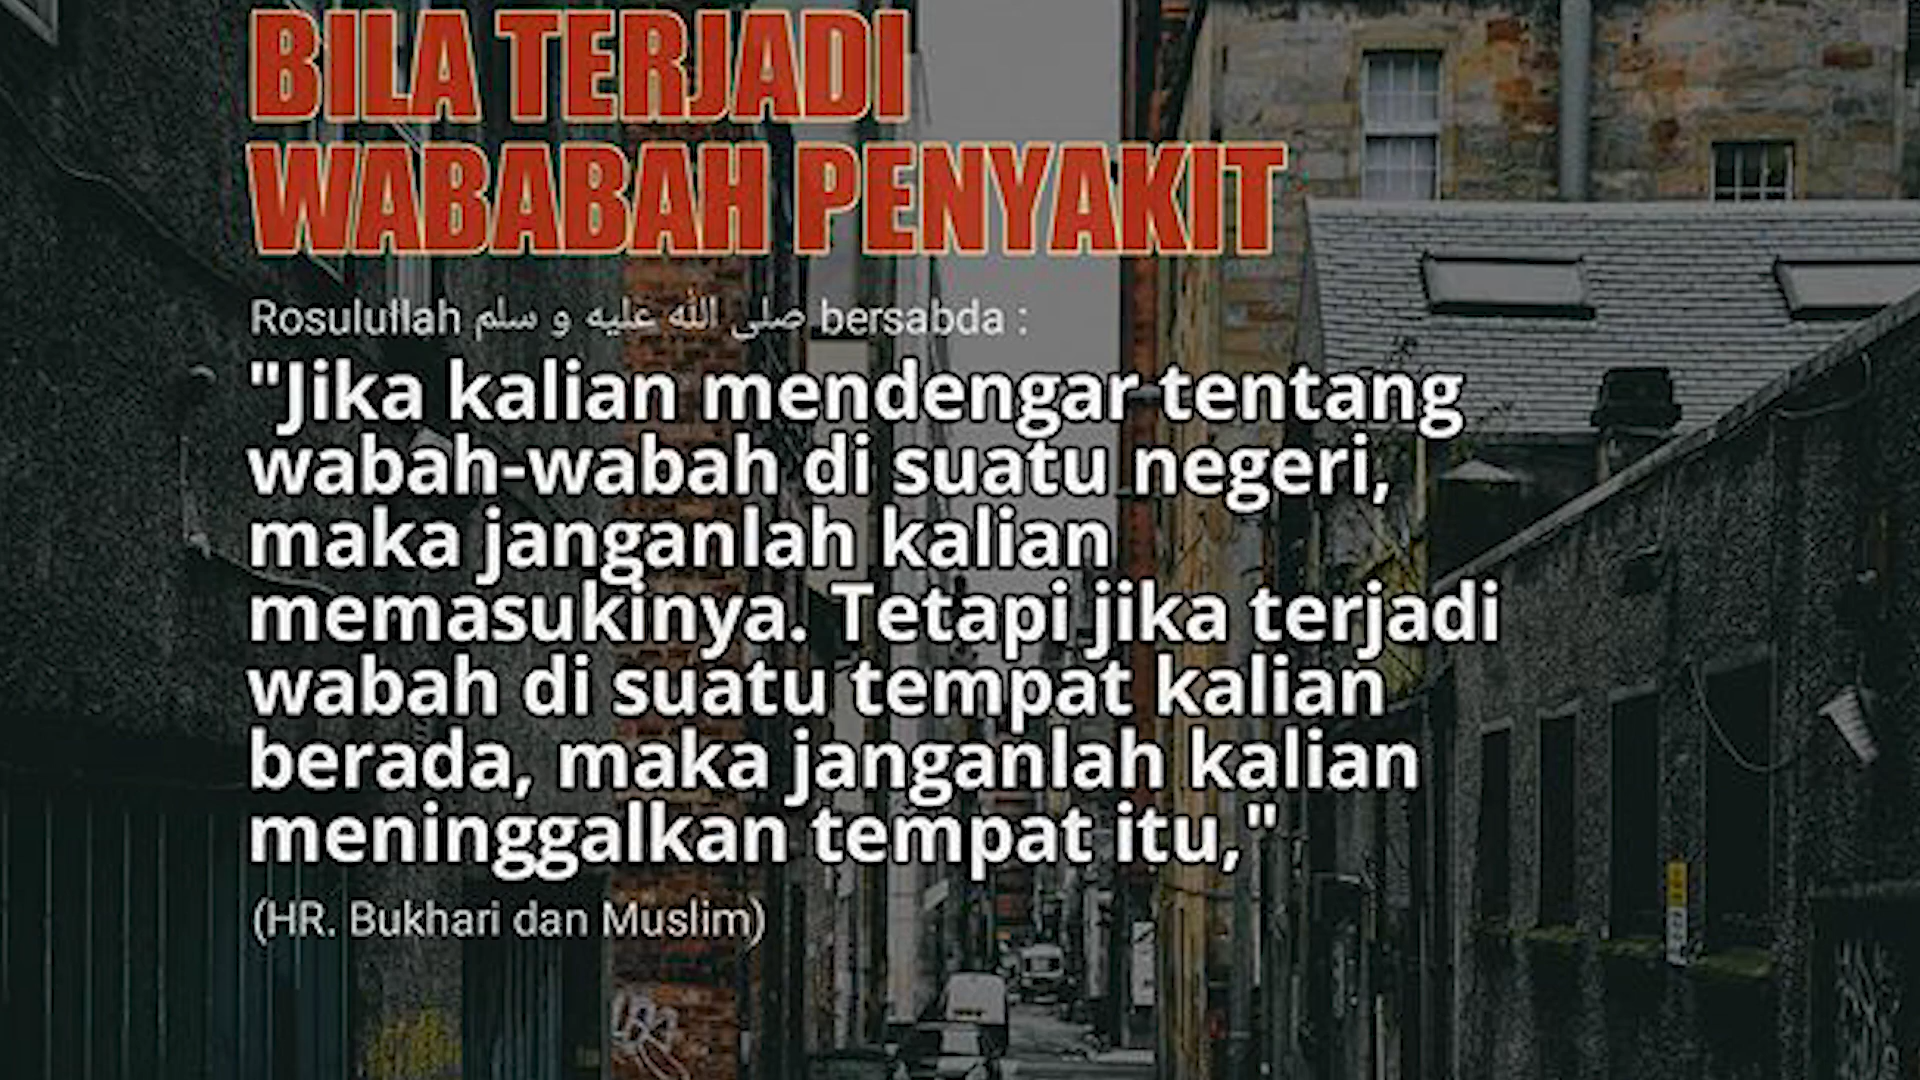 BILA TERJADI
WABABAH PENYAKIT
Rosulullah صلى الله عليه و سلم bersabda :
"Jika kalian mendengar tentang
wabah-wabah di suatu negeri,
maka janganlah kalian
memasukinya. Tetapi jika terjadi
wabah di suatu tempat kalian
berada, maka janganlah kalian
meninggalkan tempat itu,"
(HR. Bukhari dan Muslim)